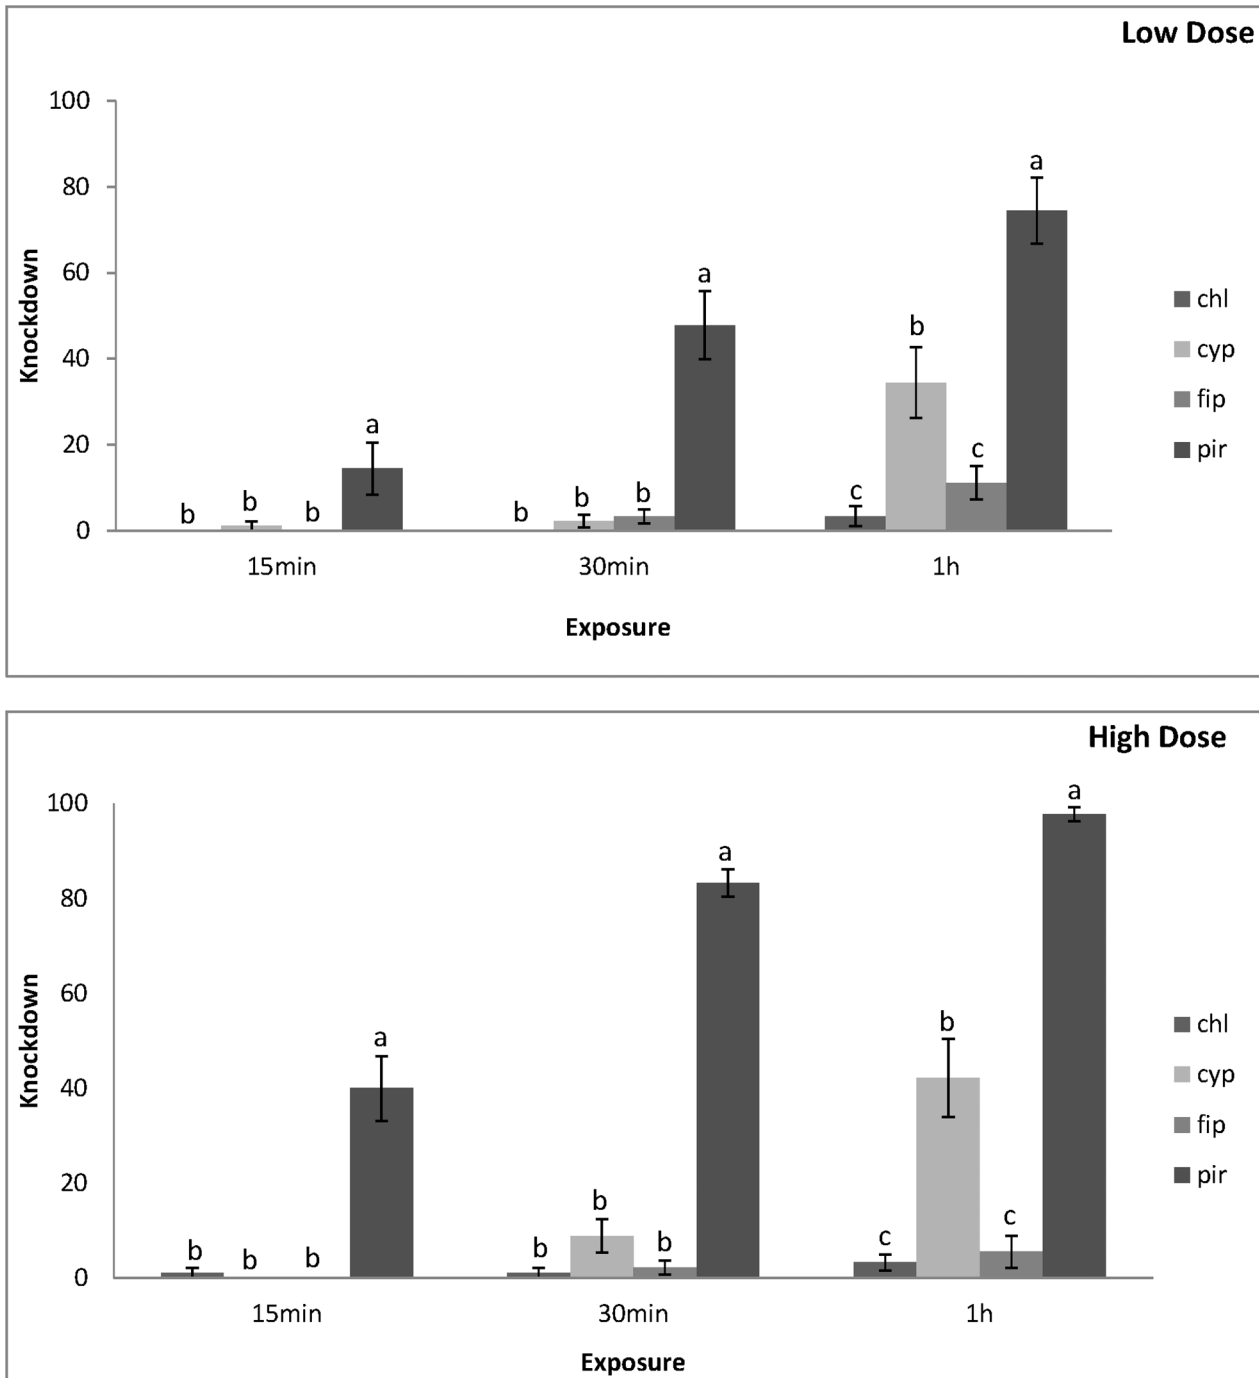 Low Dose
100
80
60
40
20
0
Knockdown
b b b a
b b b a
c b c a
15min 30min 1h
Exposure
chl
cyp
fip
pir
High Dose
100
80
60
40
20
0
Knockdown
b b b a
b b b a
c b c a
15min 30min 1h
Exposure
chl
cyp
fip
pir